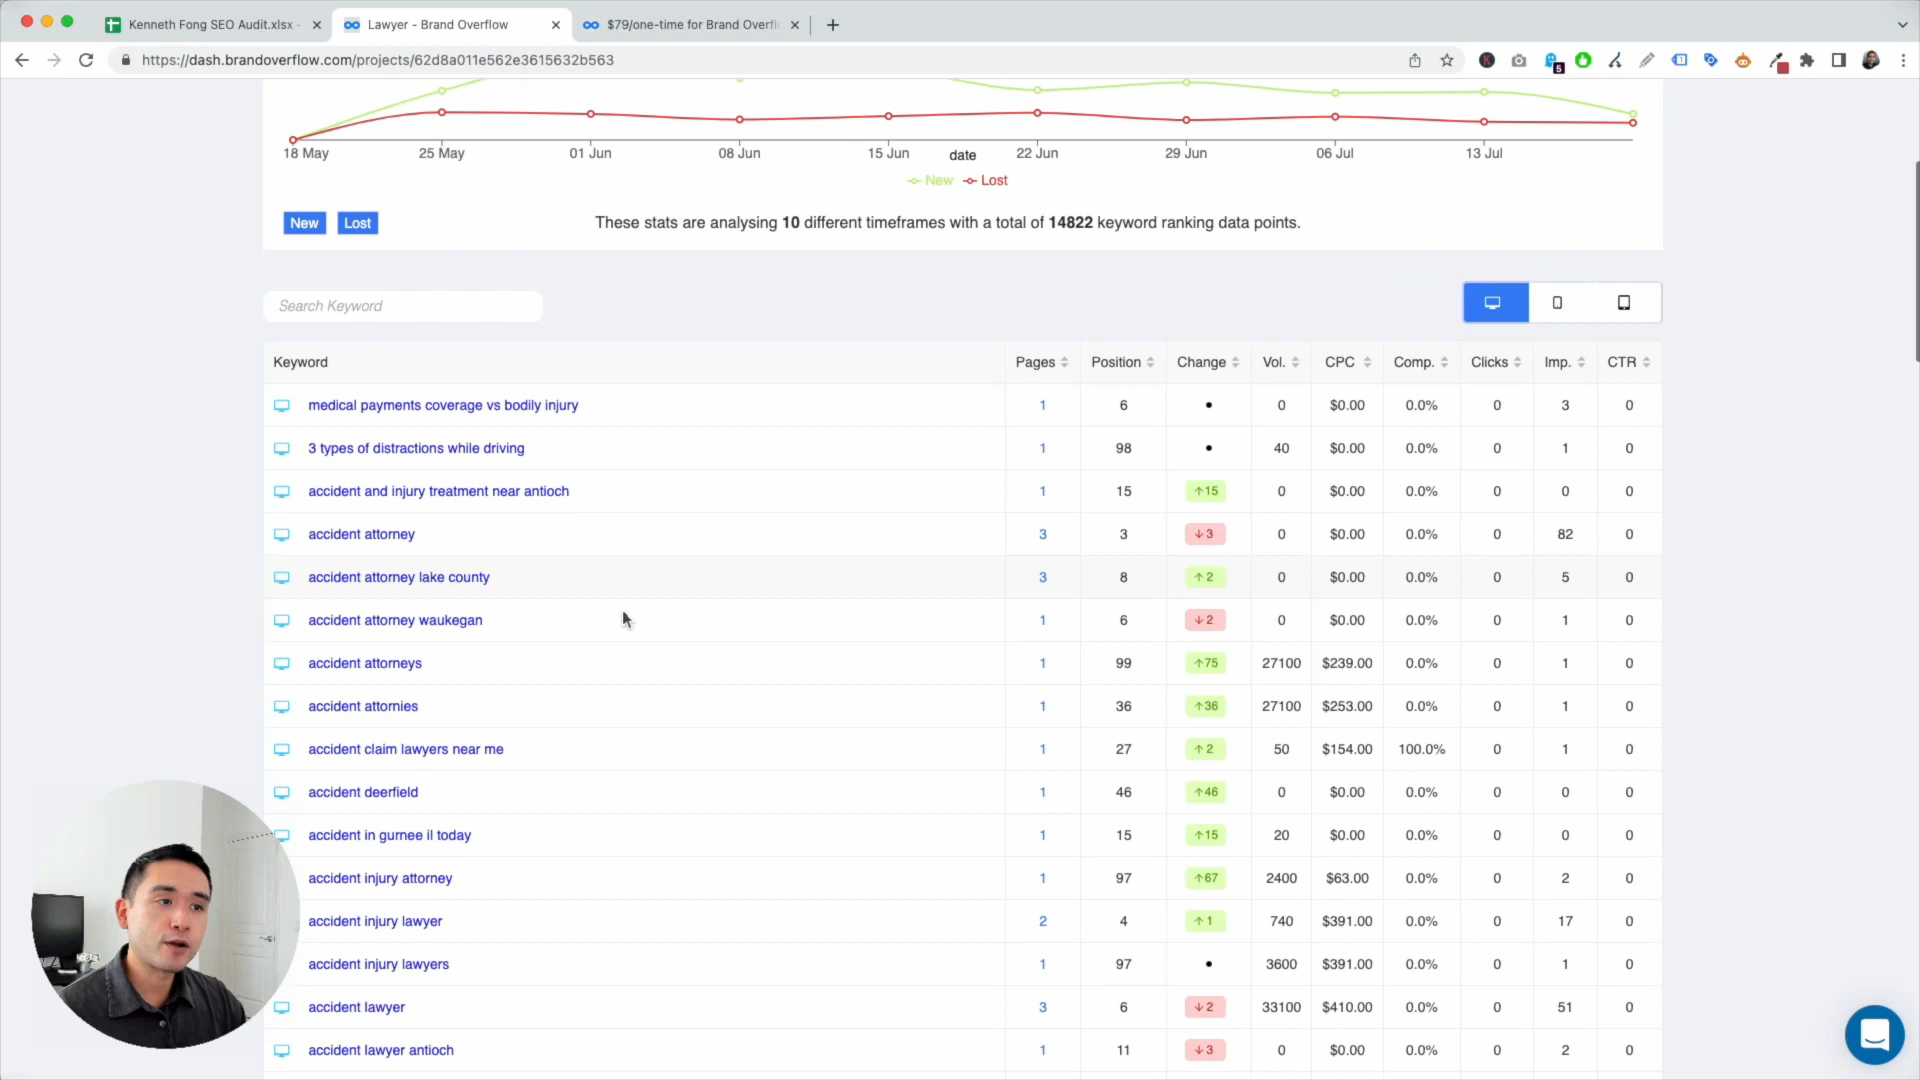 Kenneth Fong SEO Audit.xlsx -
Lawyer - Brand Overflow
$79/one-time for Brand Overfl
https://dash.brandoverflow.com/projects/62d8a011e562e3615632b563
5
18 May 25 May 01 Jun 08 Jun 15 Jun date 22 Jun 29 Jun 06 Jul 13 Jul
New Lost
New Lost These stats are analysing 10 different timeframes with a total of 14822 keyword ranking data points.
Search Keyword
Keyword Pages Position Change Vol. CPC Comp. Clicks Imp. CTR
medical payments coverage vs bodily injury 1 6 • 0 $0.00 0.0% 0 3 0
3 types of distractions while driving 1 98 • 40 $0.00 0.0% 0 1 0
accident and injury treatment near antioch 1 15 ↑15 0 $0.00 0.0% 0 0 0
accident attorney 3 3 ↓3 0 $0.00 0.0% 0 82 0
accident attorney lake county 3 8 ↑2 0 $0.00 0.0% 0 5 0
accident attorney waukegan 1 6 ↓2 0 $0.00 0.0% 0 1 0
accident attorneys 1 99 ↑75 27100 $239.00 0.0% 0 1 0
accident attornies 1 36 ↑36 27100 $253.00 0.0% 0 1 0
accident claim lawyers near me 1 27 ↑2 50 $154.00 100.0% 0 1 0
accident deerfield 1 46 ↑46 0 $0.00 0.0% 0 0 0
accident in gurnee il today 1 15 ↑15 20 $0.00 0.0% 0 0 0
accident injury attorney 1 97 ↑67 2400 $63.00 0.0% 0 2 0
accident injury lawyer 2 4 ↑1 740 $391.00 0.0% 0 17 0
accident injury lawyers 1 97 • 3600 $391.00 0.0% 0 1 0
accident lawyer 3 6 ↓2 33100 $410.00 0.0% 0 51 0
accident lawyer antioch 1 11 ↓3 0 $0.00 0.0% 0 2 0